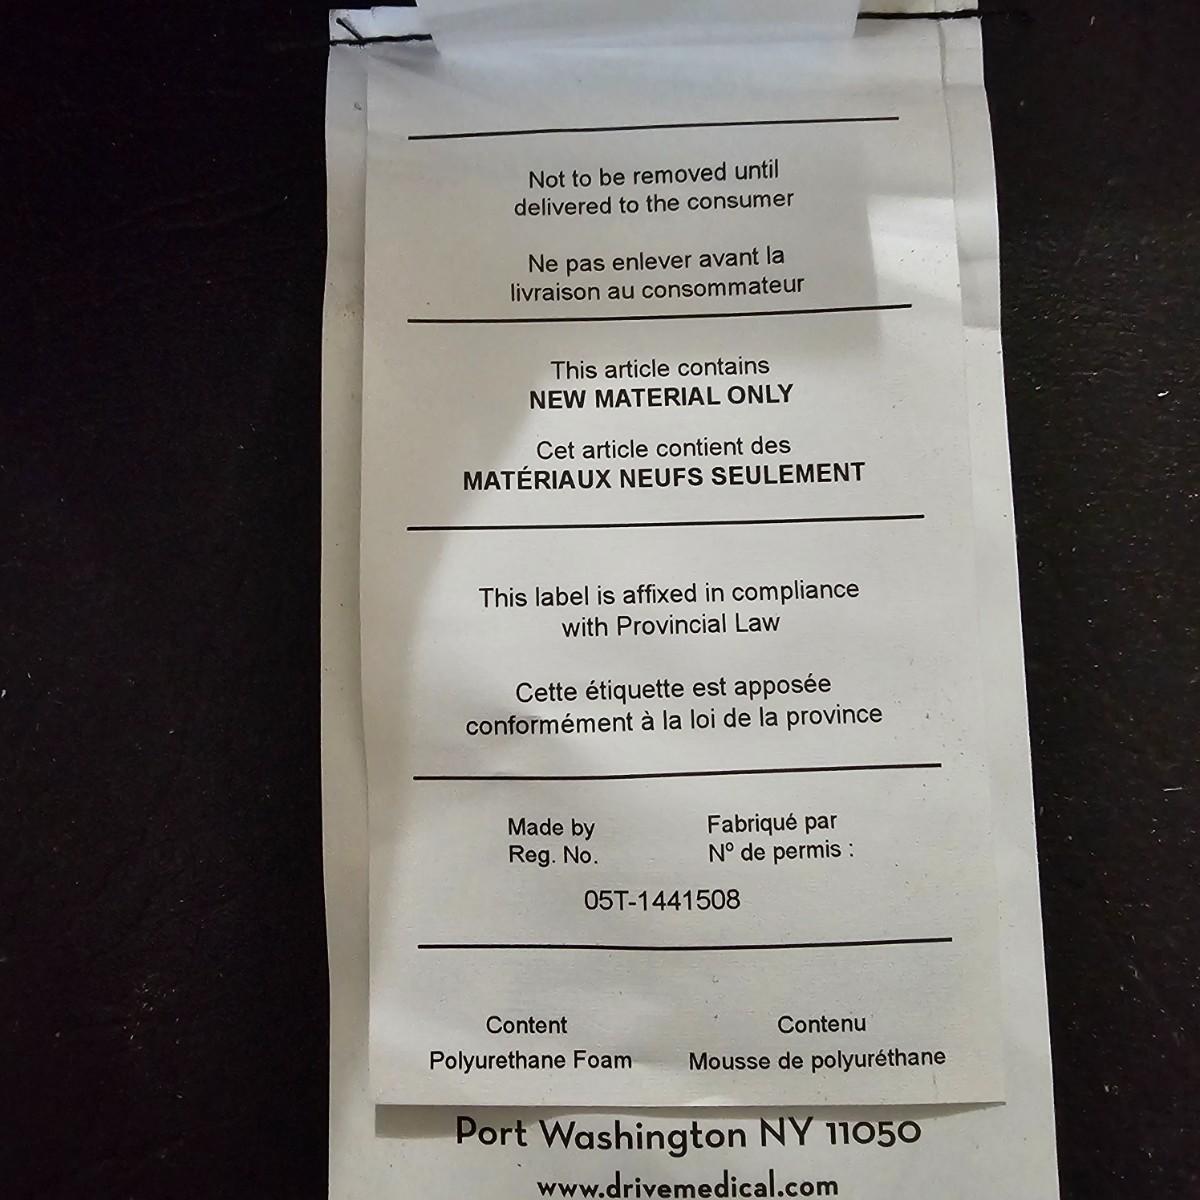 Not to be removed until
delivered to the consumer
Ne pas enlever avant la
livraison au consommateur
This article contains
NEW MATERIAL ONLY
Cet article contient des
MATÉRIAUX NEUFS SEULEMENT
This label is affixed in compliance
with Provincial Law
Cette étiquette est apposée
conformément à la loi de la province
Made by
Reg. No.
Fabriqué par
Nº de permis :
05T-1441508
Content
Polyurethane Foam
Contenu
Mousse de polyuréthane
Port Washington NY 11050
www.drivemedical.com